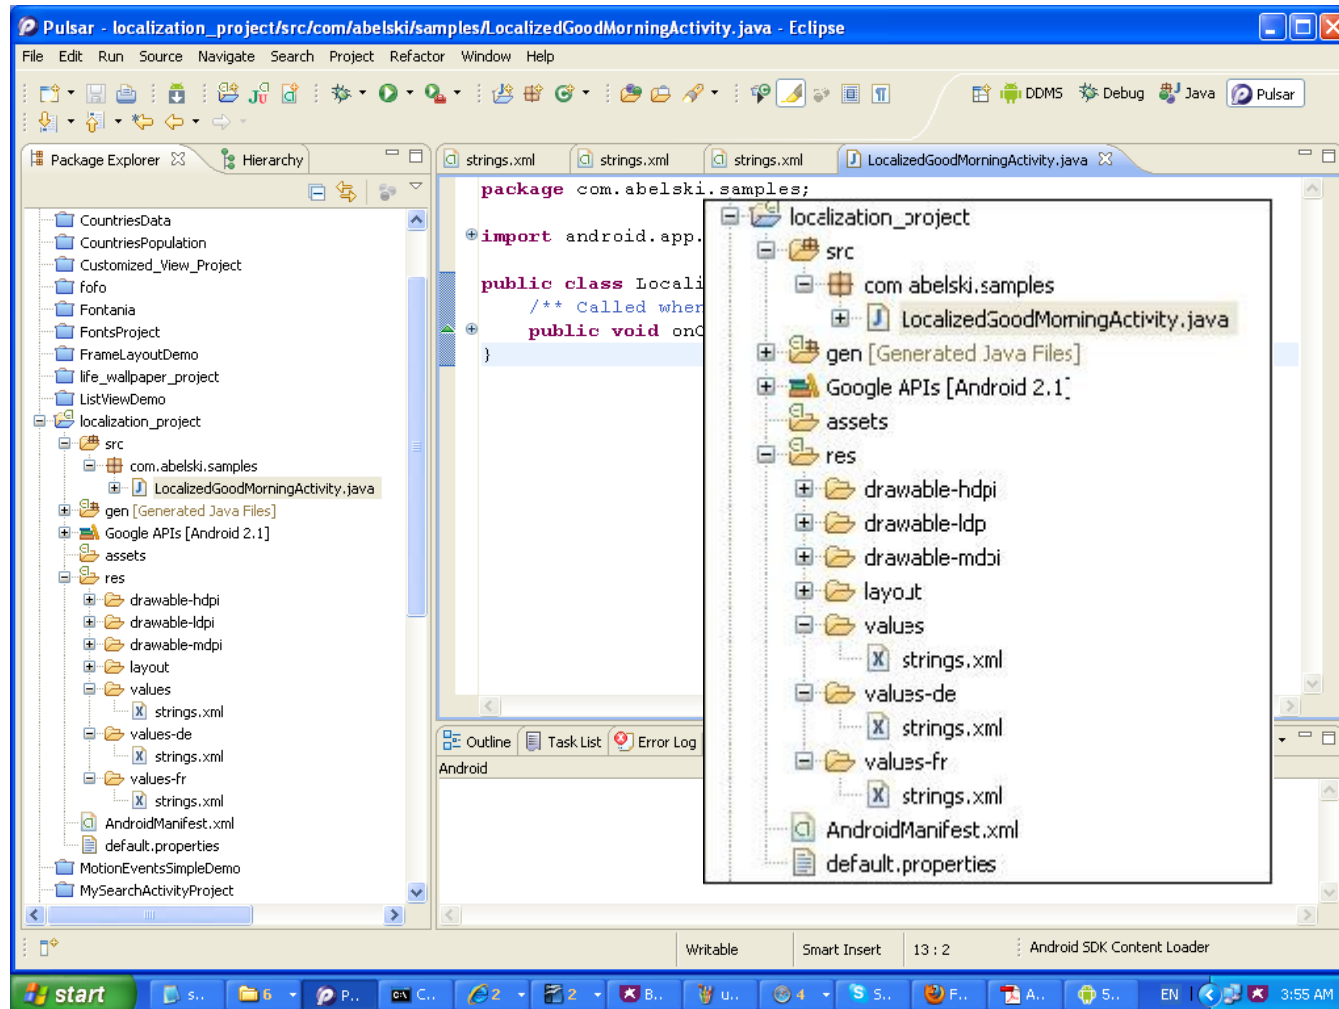 Pulsar - localization_project/src/com/abelski/samples/LocalizedGoodMorningActivity.java - Eclipse
File Edit Run Source Navigate Search Project Refactor Window Help
DDMS Debug Java Pulsar
Package Explorer Hierarchy
strings.xml strings.xml strings.xml LocalizedGoodMorningActivity.java
CountriesData
CountriesPopulation
Customized_View_Project
fofo
Fontania
FontsProject
FrameLayoutDemo
life_wallpaper_project
ListViewDemo
localization_project
src
com.abelski.samples
LocalizedGoodMorningActivity.java
gen [Generated Java Files]
Google APIs [Android 2.1]
assets
res
drawable-hdpi
drawable-ldpi
drawable-mdpi
layout
values
strings.xml
values-de
strings.xml
values-fr
strings.xml
AndroidManifest.xml
default.properties
MotionEventsSimpleDemo
MySearchActivityProject
package com.abelski.samples;
import android.app.
public class Locali
/** Called when
public void onC
}
localization_project
src
com abelski.samples
LocalizedGoodMorningActivity.java
gen [Generated Java Files]
Google APIs [Android 2.1]
assets
res
drawable-hdpi
drawable-ldp
drawable-mdpi
layout
values
strings.xml
values-de
strings.xml
values-fr
strings.xml
AndroidManifest.xml
default.properties
Outline Task List Error Log
Android
Writable Smart Insert 13 : 2 Android SDK Content Loader
start s.. 6 P.. C.. 2 2 B.. u.. 4 S.. F.. A.. 5.. EN 3:55 AM